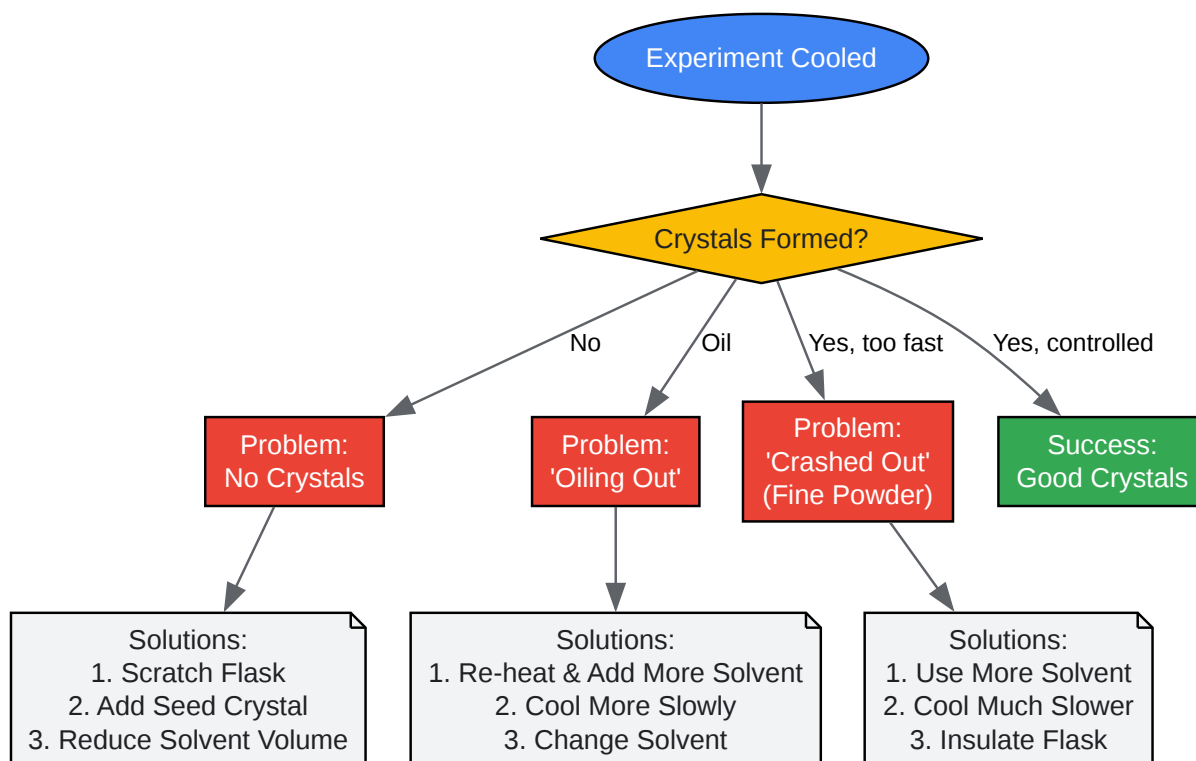 Experiment Cooled
Crystals Formed?
No
Oil
Yes, too fast
Yes, controlled
Problem:
No Crystals
Problem:
'Oiling Out'
Problem:
'Crashed Out'
(Fine Powder)
Success:
Good Crystals
Solutions:
1. Scratch Flask
2. Add Seed Crystal
3. Reduce Solvent Volume
Solutions:
1. Re-heat & Add More Solvent
2. Cool More Slowly
3. Change Solvent
Solutions:
1. Use More Solvent
2. Cool Much Slower
3. Insulate Flask